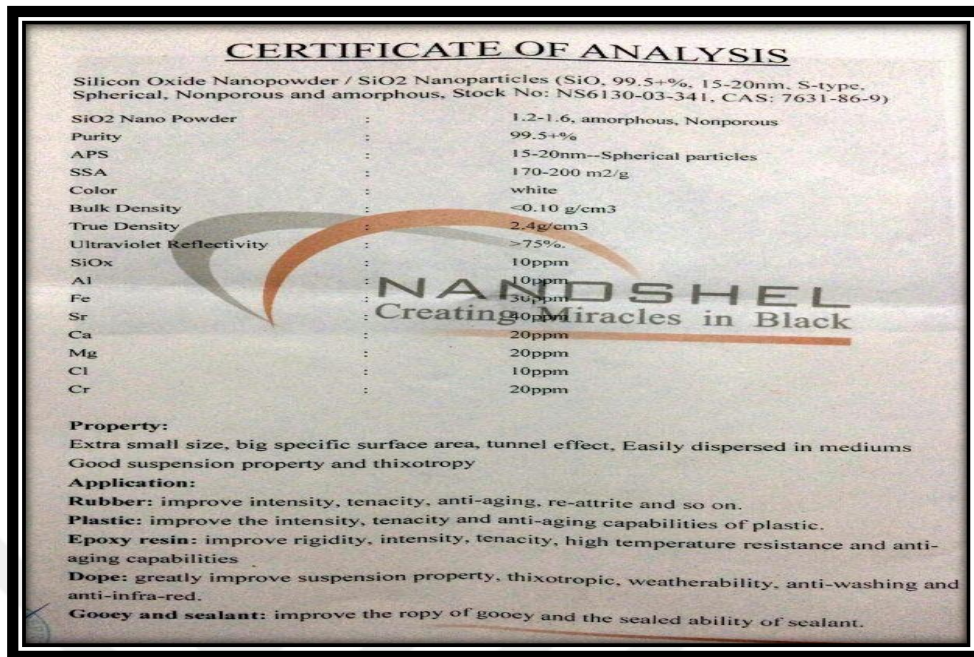 CERTIFICATE OF ANALYSIS
Silicon Oxide Nanopowder / SiO2 Nanoparticles (SiO, 99.5+%, 15-20nm, S-type,
Spherical, Nonporous and amorphous, Stock No: NS6130-03-341, CAS: 7631-86-9)
SiO2 Nano Powder : 1.2-1.6, amorphous, Nonporous
Purity : 99.5+%
APS : 15-20nm--Spherical particles
SSA : 170-200 m2/g
Color : white
Bulk Density : <0.10 g/cm3
True Density : 2.4g/cm3
Ultraviolet Reflectivity : >75%.
SiOx : 10ppm
Al : 10ppm
Fe : 30ppm
Sr : 40ppm
Ca : 20ppm
Mg : 20ppm
Cl : 10ppm
Cr : 20ppm
NANOSHEL
Creating Miracles in Black
Property:
Extra small size, big specific surface area, tunnel effect, Easily dispersed in mediums
Good suspension property and thixotropy
Application:
Rubber: improve intensity, tenacity, anti-aging, re-attrite and so on.
Plastic: improve the intensity, tenacity and anti-aging capabilities of plastic.
Epoxy resin: improve rigidity, intensity, tenacity, high temperature resistance and anti-
aging capabilities
Dope: greatly improve suspension property, thixotropic, weatherability, anti-washing and
anti-infra-red.
Gooey and sealant: improve the ropy of gooey and the sealed ability of sealant.